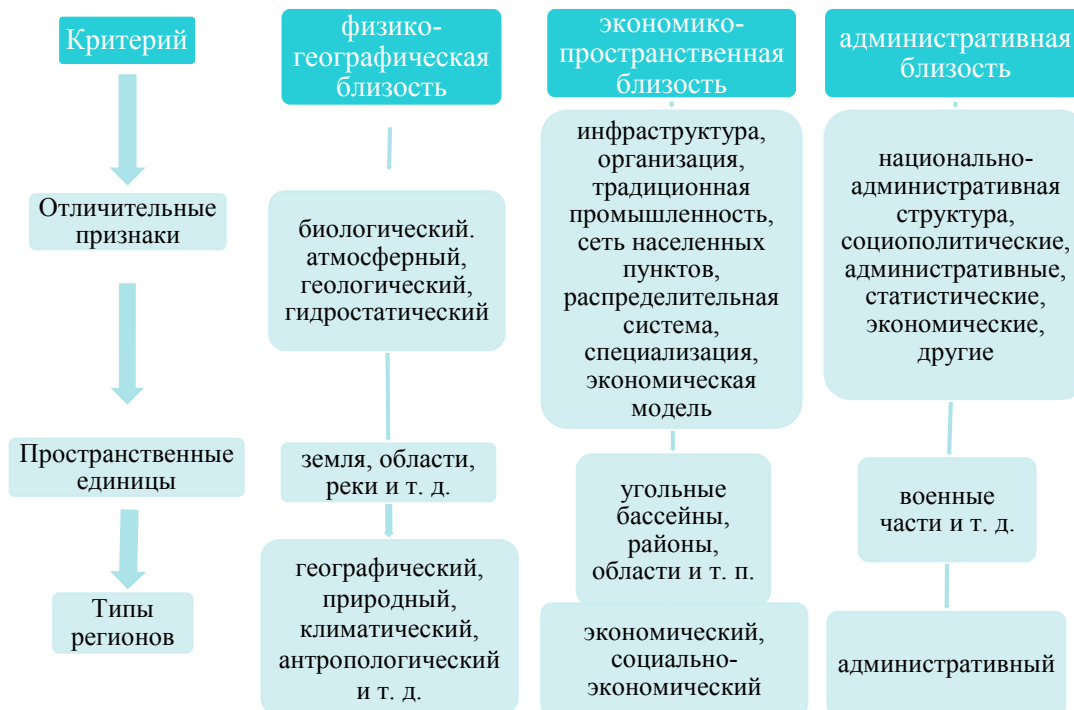 Критерий
физико-
географическая
близость
экономико-
пространственная
близость
административная
близость
Отличительные
признаки
биологический.
атмосферный,
геологический,
гидростатический
инфраструктура,
организация,
традиционная
промышленность,
сеть населенных
пунктов,
распределительная
система,
специализация,
экономическая
модель
национально-
административная
структура,
социополитические,
административные,
статистические,
экономические,
другие
Пространственные
единицы
земля, области,
реки и т. д.
угольные
бассейны,
районы,
области и т. п.
военные
части и т. д.
Типы
регионов
географический,
природный,
климатический,
антропологический
и т. д.
экономический,
социально-
экономический
административный